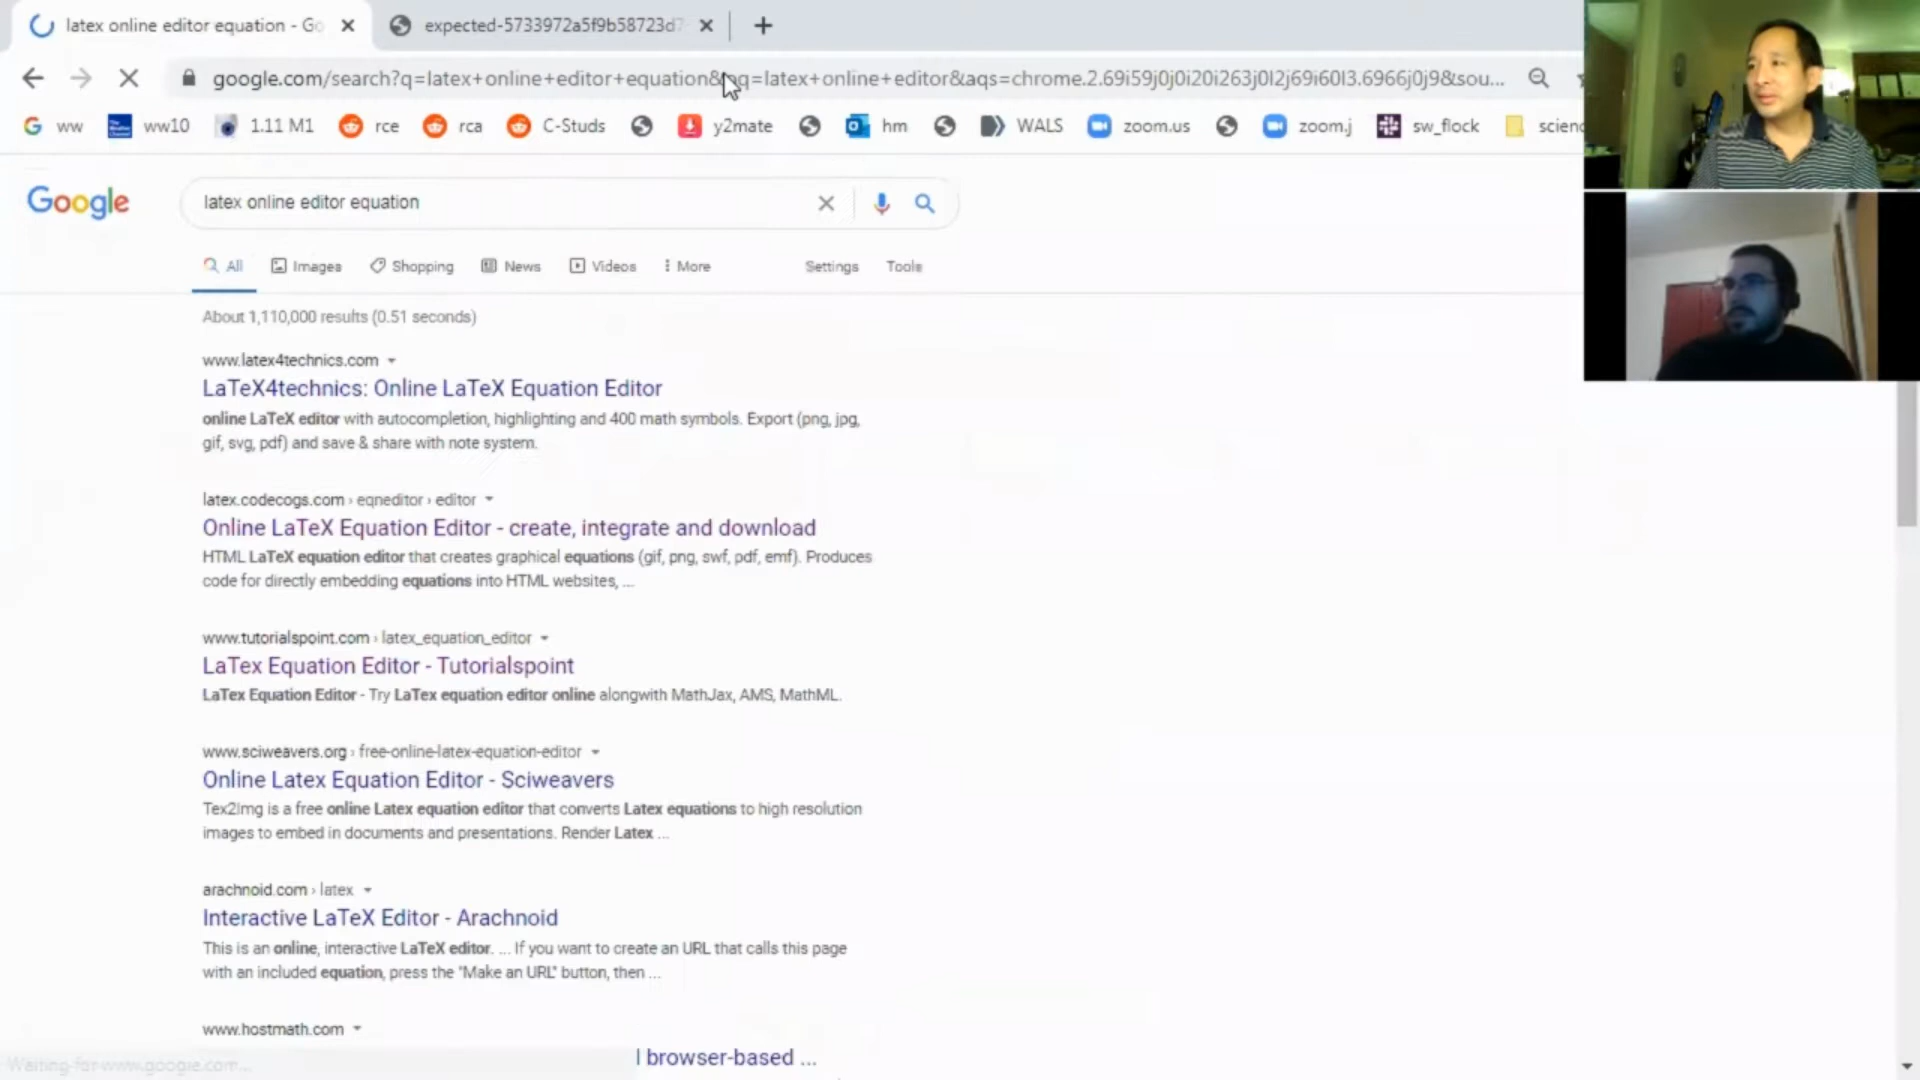 latex online editor equation - Go
expected-5733972a5f9b58723d7
google.com/search?q=latex+online+editor+equation&oq=latex+online+editor&aqs=chrome.2.69i59j0j0i20i263j0l2j69i60l3.6966j0j9&sou...
ww ww10 1.11 M1 rce rca C-Studs y2mate hm WALS zoom.us zoom.j sw_flock scienc
Google
latex online editor equation
All Images Shopping News Videos More Settings Tools
About 1,110,000 results (0.51 seconds)
www.latex4technics.com
LaTeX4technics: Online LaTeX Equation Editor
online LaTeX editor with autocompletion, highlighting and 400 math symbols. Export (png, jpg,
gif, svg, pdf) and save & share with note system.
latex.codecogs.com › eqneditor › editor
Online LaTeX Equation Editor - create, integrate and download
HTML LaTeX equation editor that creates graphical equations (gif, png, swf, pdf, emf). Produces
code for directly embedding equations into HTML websites, ...
www.tutorialspoint.com › latex_equation_editor
LaTex Equation Editor - Tutorialspoint
LaTex Equation Editor - Try LaTex equation editor online alongwith MathJax, AMS, MathML.
www.sciweavers.org › free-online-latex-equation-editor
Online Latex Equation Editor - Sciweavers
Tex2Img is a free online Latex equation editor that converts Latex equations to high resolution
images to embed in documents and presentations. Render Latex ...
arachnoid.com › latex
Interactive LaTeX Editor - Arachnoid
This is an online, interactive LaTeX editor. ... If you want to create an URL that calls this page
with an included equation, press the "Make an URL" button, then ...
www.hostmath.com
browser-based ...
Waiting for www.google.com...